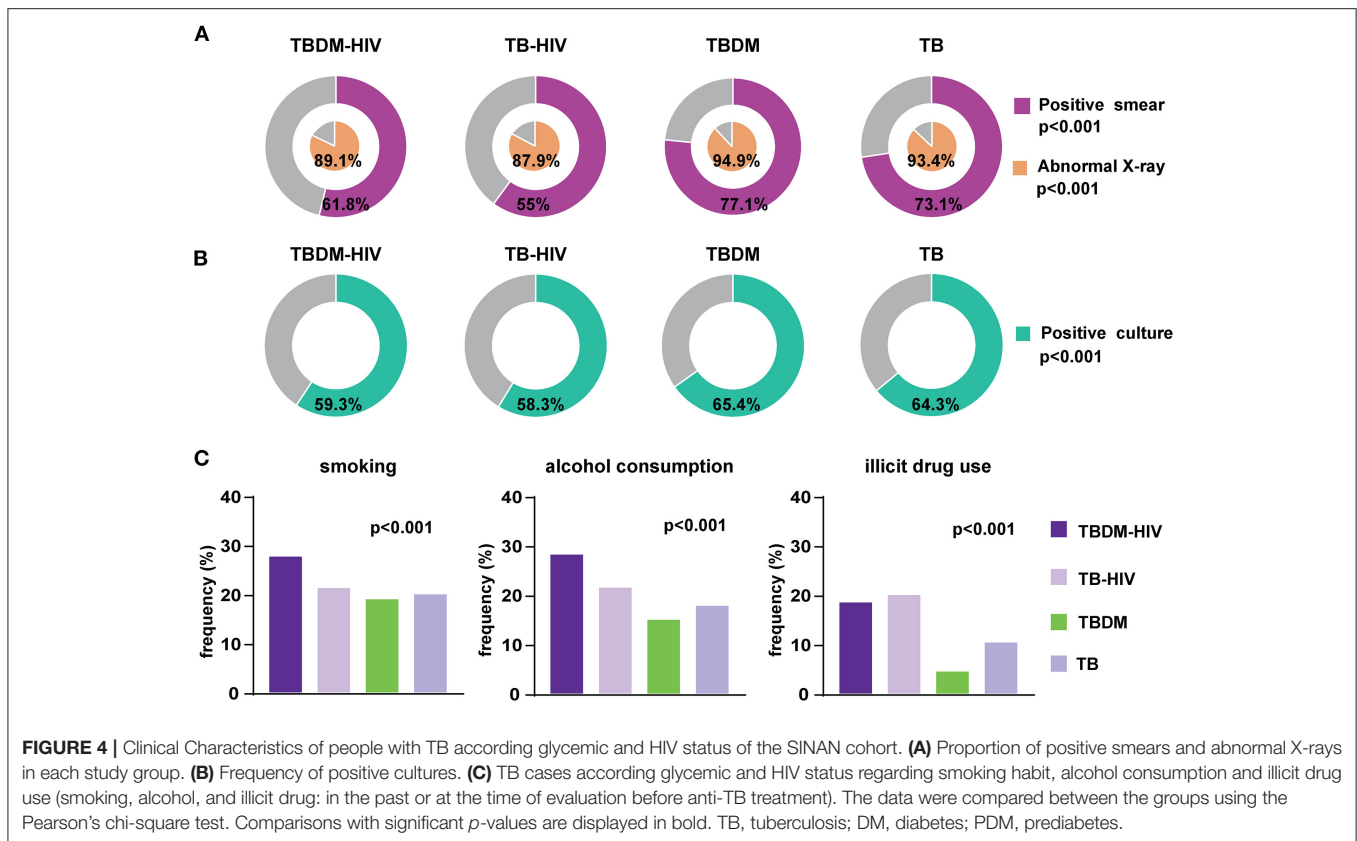 A
TBDM-HIV
TB-HIV
TBDM
TB
89.1%
61.8%
87.9%
55%
94.9%
77.1%
93.4%
73.1%
Positive smear
p<0.001
Abnormal X-ray
p<0.001
B
TBDM-HIV
TB-HIV
TBDM
TB
59.3%
58.3%
65.4%
64.3%
Positive culture
p<0.001
C
smoking
frequency (%)
40
30
20
10
0
p<0.001
alcohol consumption
frequency (%)
40
30
20
10
0
p<0.001
illicit drug use
frequency (%)
40
30
20
10
0
p<0.001
TBDM-HIV
TB-HIV
TBDM
TB
FIGURE 4 | Clinical Characteristics of people with TB according glycemic and HIV status of the SINAN cohort. (A) Proportion of positive smears and abnormal X-rays
in each study group. (B) Frequency of positive cultures. (C) TB cases according glycemic and HIV status regarding smoking habit, alcohol consumption and illicit drug
use (smoking, alcohol, and illicit drug: in the past or at the time of evaluation before anti-TB treatment). The data were compared between the groups using the
Pearson's chi-square test. Comparisons with significant p-values are displayed in bold. TB, tuberculosis; DM, diabetes; PDM, prediabetes.